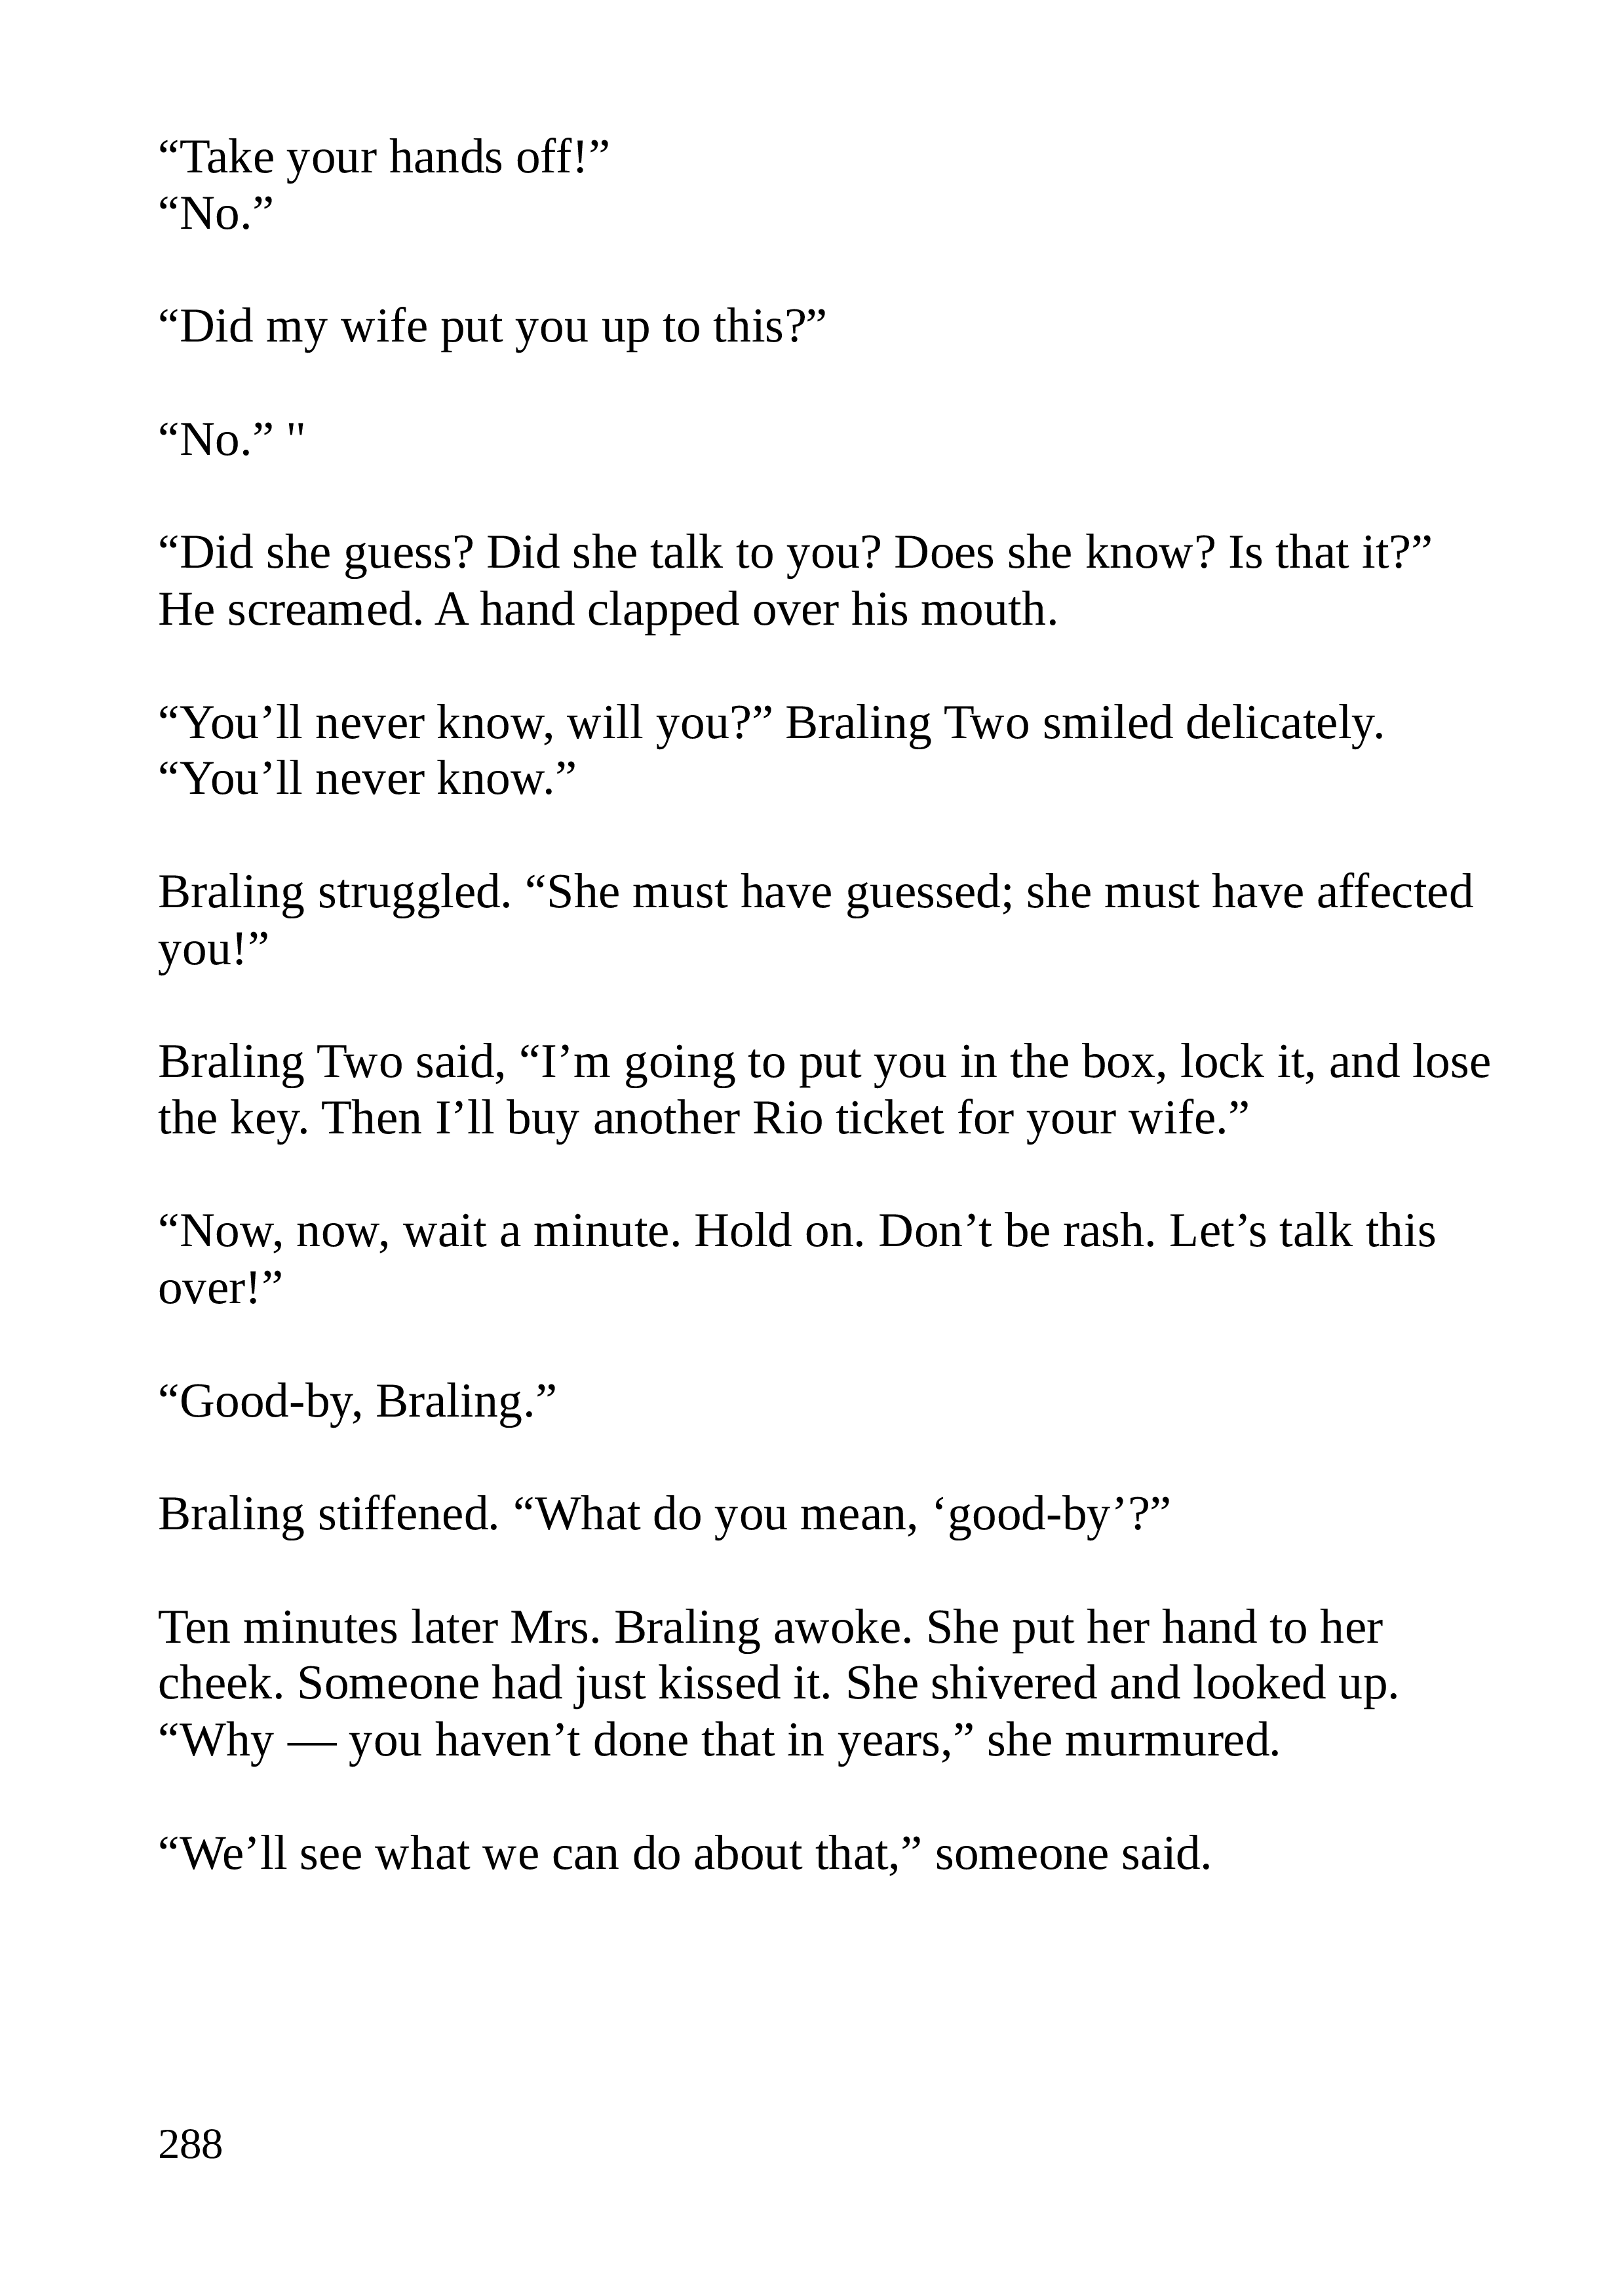 “Take your hands off!”
“No.”
“Did my wife put you up to this?”
“No.” "
“Did she guess? Did she talk to you? Does she know? Is that it?”
He screamed. A hand clapped over his mouth.
“You’ll never know, will you?” Braling Two smiled delicately.
“You’ll never know.”
Braling struggled. “She must have guessed; she must have affected
you!”
Braling Two said, “I’m going to put you in the box, lock it, and lose
the key. Then I’ll buy another Rio ticket for your wife.”
“Now, now, wait a minute. Hold on. Don’t be rash. Let’s talk this
over!”
“Good-by, Braling.”
Braling stiffened. “What do you mean, ‘good-by’?”
Ten minutes later Mrs. Braling awoke. She put her hand to her
cheek. Someone had just kissed it. She shivered and looked up.
“Why — you haven’t done that in years,” she murmured.
“We’ll see what we can do about that,” someone said.
288